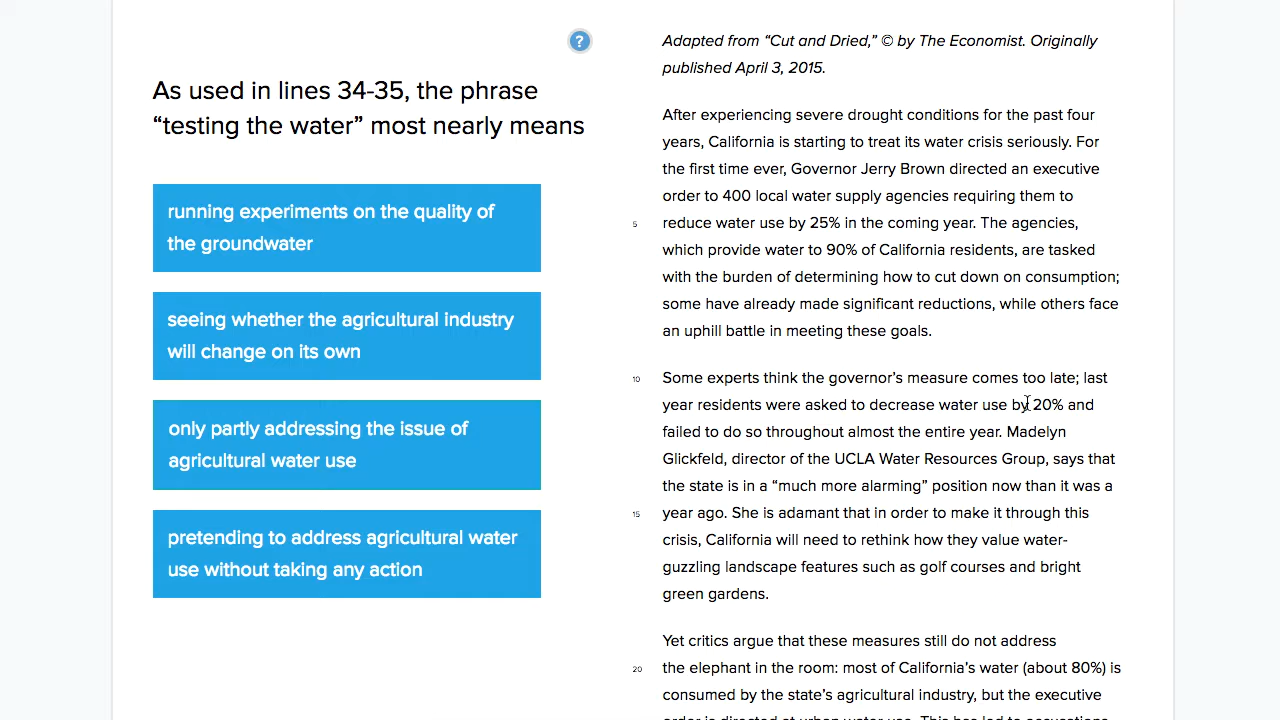 ?
As used in lines 34-35, the phrase
“testing the water” most nearly means
running experiments on the quality of
the groundwater
seeing whether the agricultural industry
will change on its own
only partly addressing the issue of
agricultural water use
pretending to address agricultural water
use without taking any action
Adapted from “Cut and Dried,” © by The Economist. Originally
published April 3, 2015.
After experiencing severe drought conditions for the past four
years, California is starting to treat its water crisis seriously. For
the first time ever, Governor Jerry Brown directed an executive
order to 400 local water supply agencies requiring them to
5 reduce water use by 25% in the coming year. The agencies,
which provide water to 90% of California residents, are tasked
with the burden of determining how to cut down on consumption;
some have already made significant reductions, while others face
an uphill battle in meeting these goals.
10 Some experts think the governor’s measure comes too late; last
year residents were asked to decrease water use by 20% and
failed to do so throughout almost the entire year. Madelyn
Glickfeld, director of the UCLA Water Resources Group, says that
the state is in a “much more alarming” position now than it was a
15 year ago. She is adamant that in order to make it through this
crisis, California will need to rethink how they value water-
guzzling landscape features such as golf courses and bright
green gardens.
Yet critics argue that these measures still do not address
20 the elephant in the room: most of California’s water (about 80%) is
consumed by the state’s agricultural industry, but the executive
order is directed at urban water use. This has led to accusations